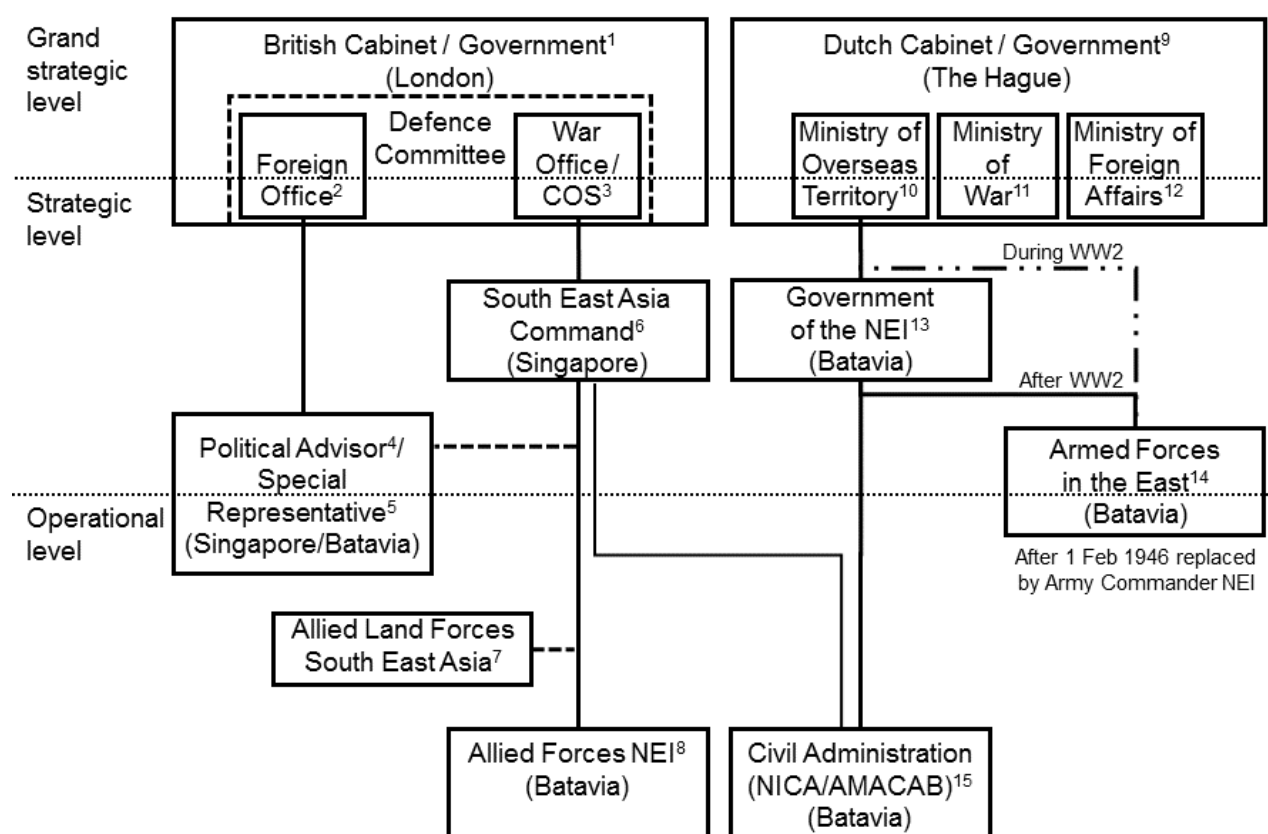 Grand
strategic
level
British Cabinet / Government¹
(London)
Defence
Committee
Foreign
Office²
War
Office /
COS³
Dutch Cabinet / Government⁹
(The Hague)
Ministry of
Overseas
Territory¹⁰
Ministry
of
War¹¹
Ministry of
Foreign
Affairs¹²
Strategic
level
During WW2
South East Asia
Command⁶
(Singapore)
Government
of the NEI¹³
(Batavia)
After WW2
Political Advisor⁴/
Special
Representative⁵
(Singapore/Batavia)
Armed Forces
in the East¹⁴
(Batavia)
After 1 Feb 1946 replaced
by Army Commander NEI
Operational
level
Allied Land Forces
South East Asia⁷
Allied Forces NEI⁸
(Batavia)
Civil Administration
(NICA/AMACAB)¹⁵
(Batavia)